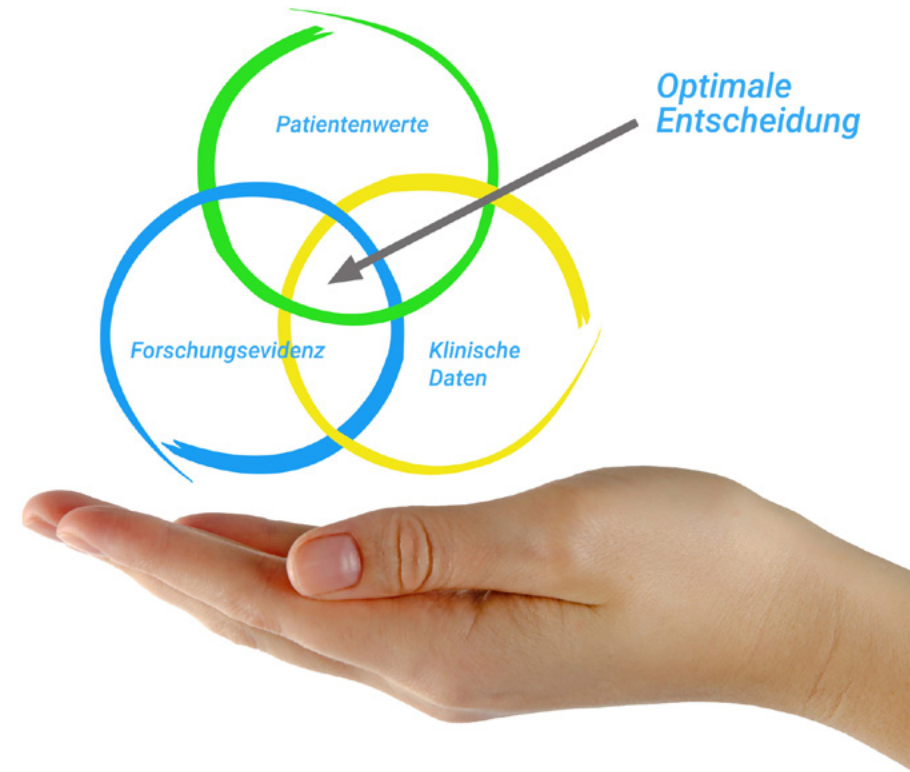 Optimale
Entscheidung
Patientenwerte
Forschungsevidenz
Klinische
Daten